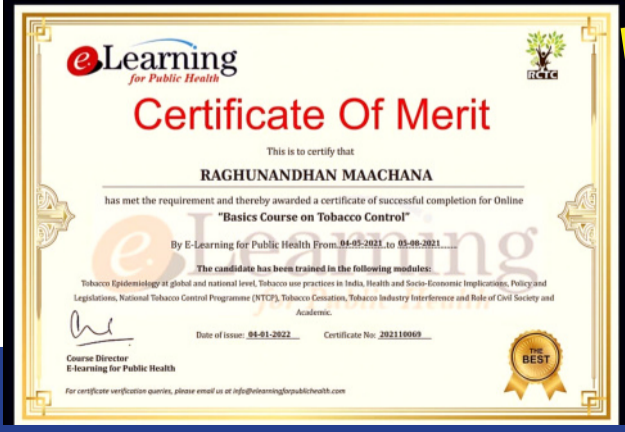 eLearning
for Public Health
RCTC
Certificate Of Merit
This is to certify that
RAGHUNANDHAN MAACHANA
has met the requirement and thereby awarded a certificate of successful completion for Online
"Basics Course on Tobacco Control"
By E-Learning for Public Health From 04-05-2021 to 05-08-2021
The candidate has been trained in the following modules:
Tobacco Epidemiology at global and national level, Tobacco use practices in India, Health and Socio-Economic Implications, Policy and
Legislations, National Tobacco Control Programme (NTCP), Tobacco Cessation, Tobacco Industry Interference and Role of Civil Society and
Academic.
Date of issue: 04-01-2022 Certificate No: 202110069
Course Director
E-learning for Public Health
THE
BEST
For certificate verification queries, please email us at info@elearningforpublichealth.com
eLearning
for Public Health